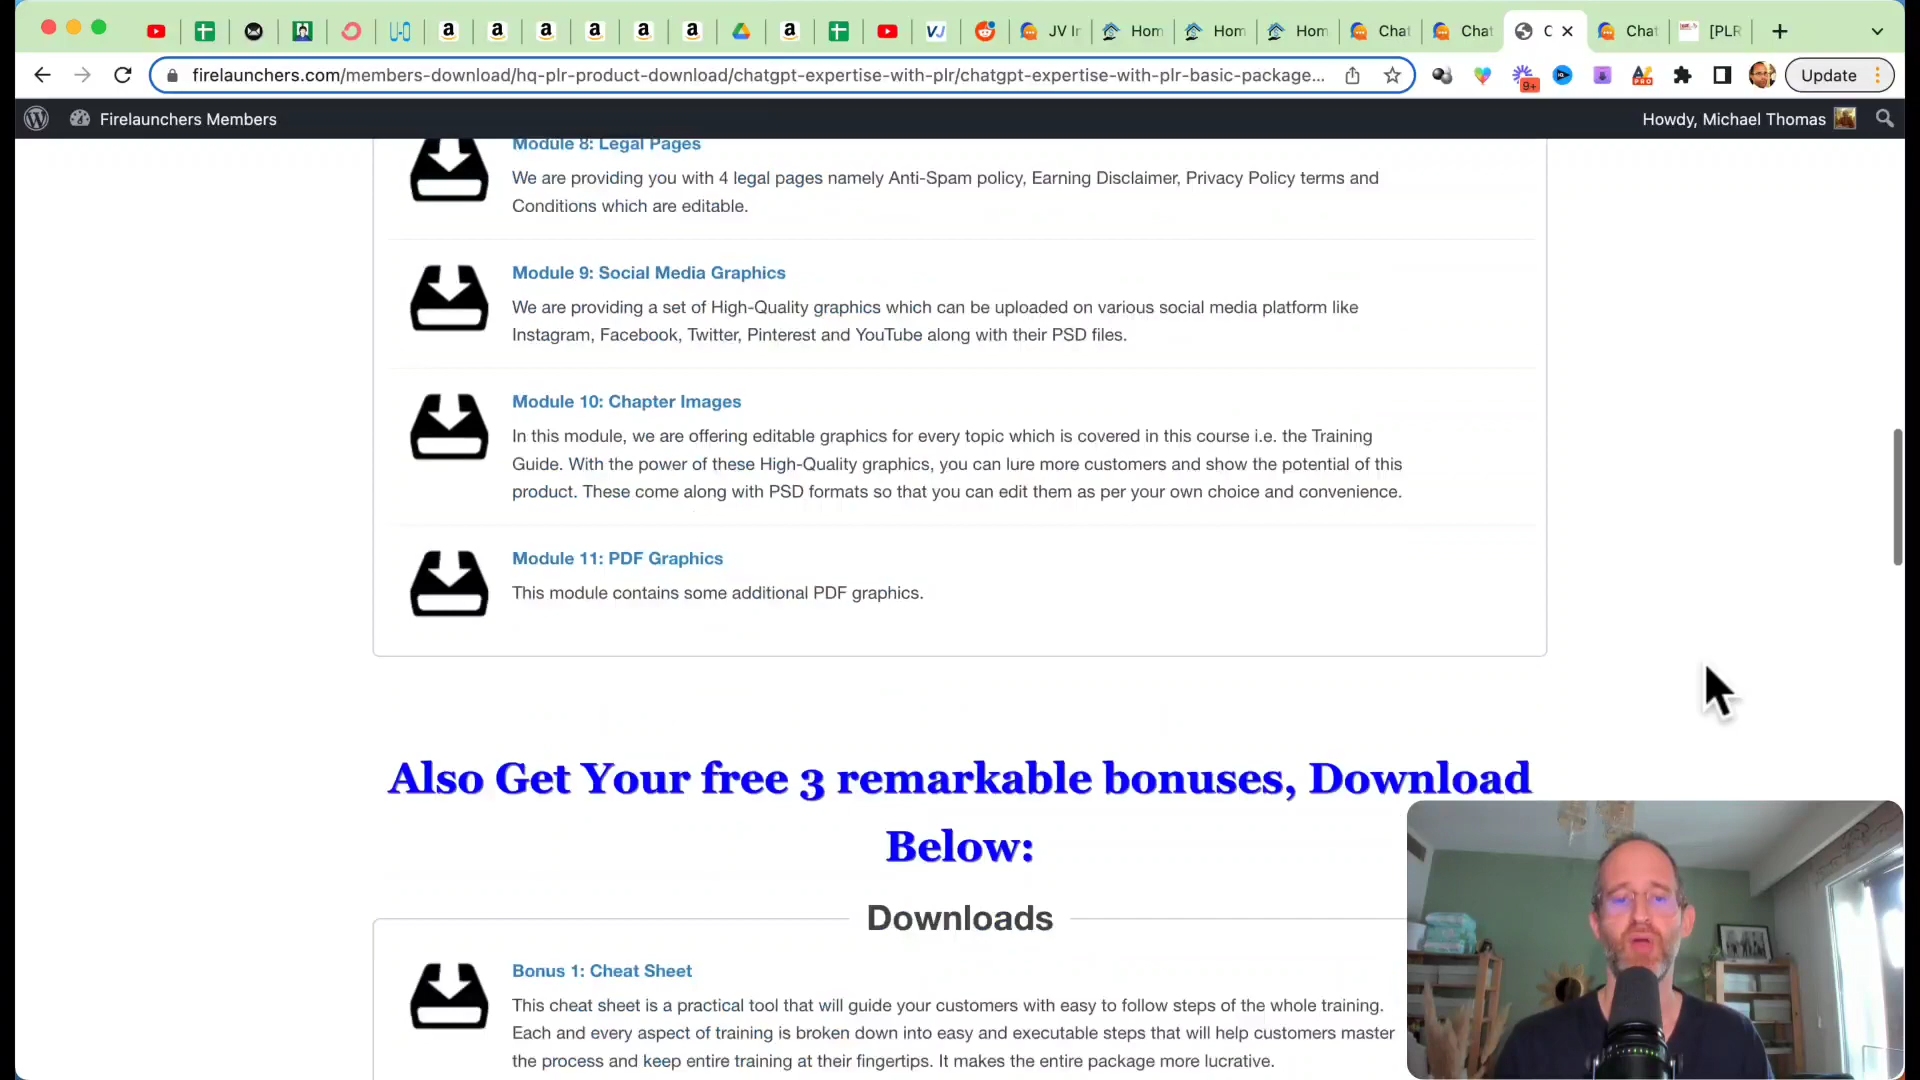 JV In
Hom
Hom
Hom
Chat
Chat
C
Chat
[PLR
firelaunchers.com/members-download/hq-plr-product-download/chatgpt-expertise-with-plr/chatgpt-expertise-with-plr-basic-package...
9+
Update
Firelaunchers Members
Howdy, Michael Thomas
Module 8: Legal Pages
We are providing you with 4 legal pages namely Anti-Spam policy, Earning Disclaimer, Privacy Policy terms and
Conditions which are editable.
Module 9: Social Media Graphics
We are providing a set of High-Quality graphics which can be uploaded on various social media platform like
Instagram, Facebook, Twitter, Pinterest and YouTube along with their PSD files.
Module 10: Chapter Images
In this module, we are offering editable graphics for every topic which is covered in this course i.e. the Training
Guide. With the power of these High-Quality graphics, you can lure more customers and show the potential of this
product. These come along with PSD formats so that you can edit them as per your own choice and convenience.
Module 11: PDF Graphics
This module contains some additional PDF graphics.
Also Get Your free 3 remarkable bonuses, Download
Below:
Downloads
Bonus 1: Cheat Sheet
This cheat sheet is a practical tool that will guide your customers with easy to follow steps of the whole training.
Each and every aspect of training is broken down into easy and executable steps that will help customers master
the process and keep entire training at their fingertips. It makes the entire package more lucrative.